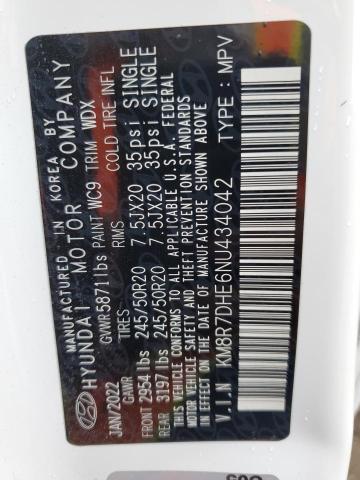 MANUFACTURED IN KOREA BY
HYUNDAI MOTOR COMPANY
GVWR 5871lbs PAINT WC9 TRIM WDX
JAN/2022 GAWR TIRES RMS COLD TIRE INFL
FRONT 2954 lbs 245/50R20 7.5JX20 35psi SINGLE
REAR 3197 lbs 245/50R20 7.5JX20 35psi SINGLE
THIS VEHICLE CONFORMS TO ALL APPLICABLE U.S.A. FEDERAL
MOTOR VEHICLE SAFETY AND THEFT PREVENTION STANDARDS
IN EFFECT ON THE DATE OF MANUFACTURE SHOWN ABOVE
V.I.N : KM8R7DHE6NU434042 TYPE : MPV